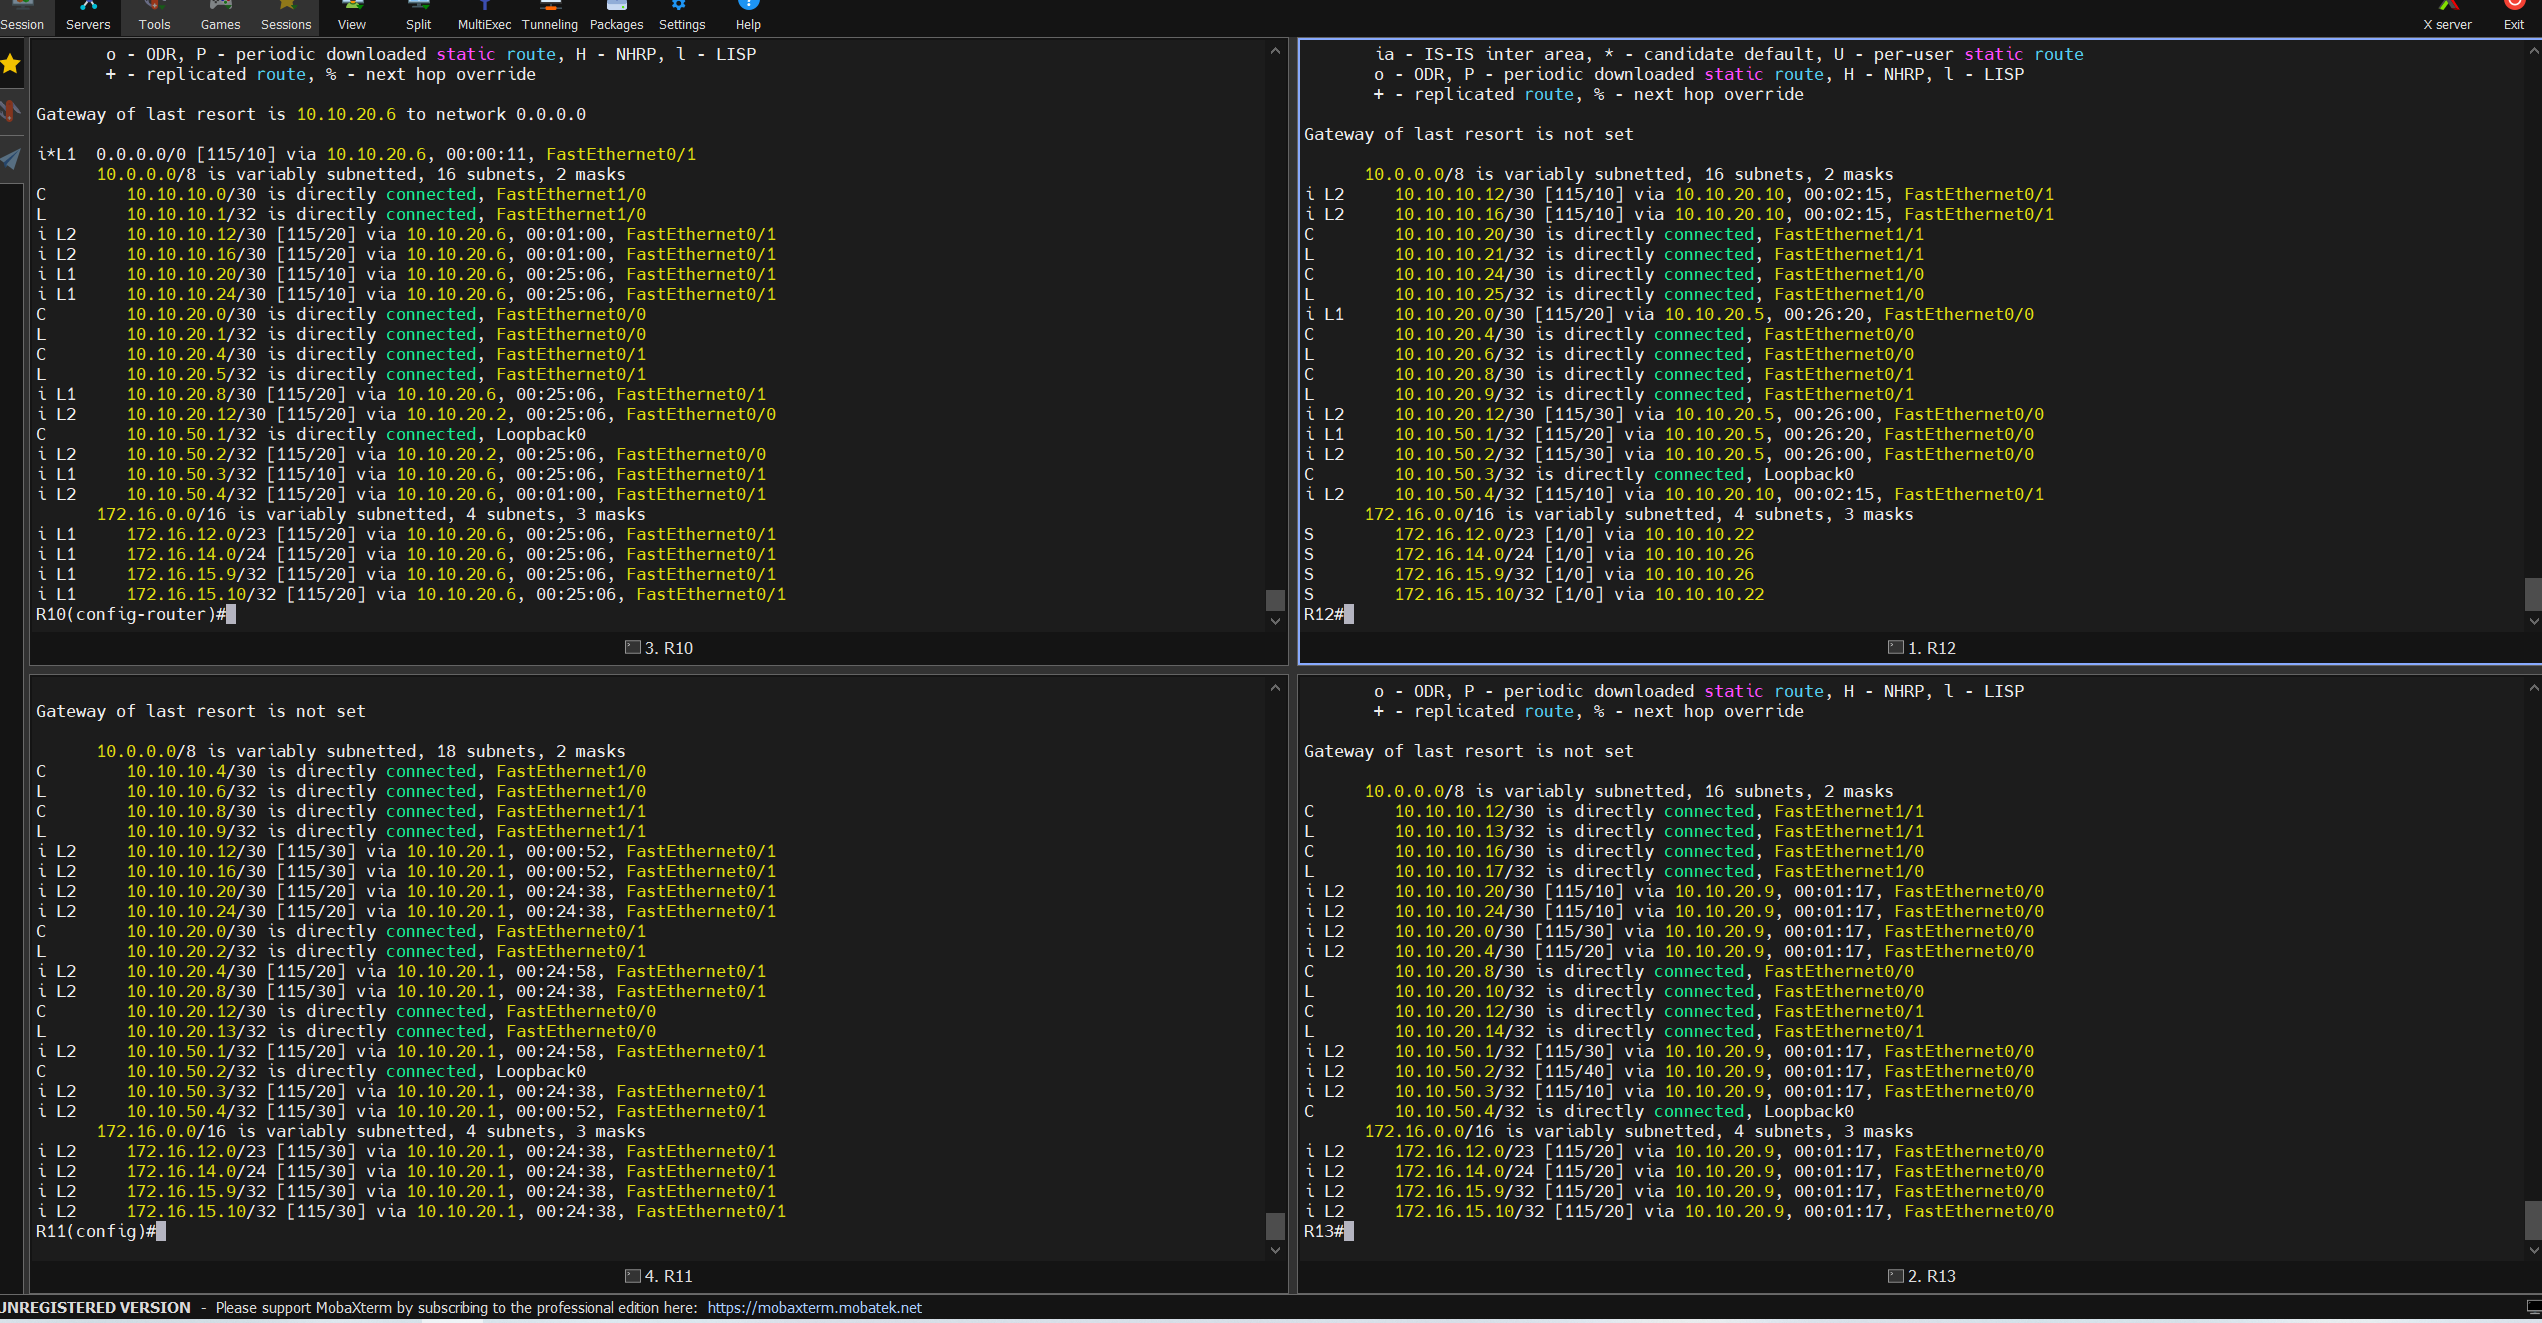 Session Servers Tools Games Sessions View Split MultiExec Tunneling Packages Settings Help X server Exit
o - ODR, P - periodic downloaded static route, H - NHRP, l - LISP
+ - replicated route, % - next hop override
Gateway of last resort is 10.10.20.6 to network 0.0.0.0
i*L1 0.0.0.0/0 [115/10] via 10.10.20.6, 00:00:11, FastEthernet0/1
10.0.0.0/8 is variably subnetted, 16 subnets, 2 masks
C 10.10.10.0/30 is directly connected, FastEthernet1/0
L 10.10.10.1/32 is directly connected, FastEthernet1/0
i L2 10.10.10.12/30 [115/20] via 10.10.20.6, 00:01:00, FastEthernet0/1
i L2 10.10.10.16/30 [115/20] via 10.10.20.6, 00:01:00, FastEthernet0/1
i L1 10.10.10.20/30 [115/10] via 10.10.20.6, 00:25:06, FastEthernet0/1
i L1 10.10.10.24/30 [115/10] via 10.10.20.6, 00:25:06, FastEthernet0/1
C 10.10.20.0/30 is directly connected, FastEthernet0/0
L 10.10.20.1/32 is directly connected, FastEthernet0/0
C 10.10.20.4/30 is directly connected, FastEthernet0/1
L 10.10.20.5/32 is directly connected, FastEthernet0/1
i L1 10.10.20.8/30 [115/20] via 10.10.20.6, 00:25:06, FastEthernet0/1
i L2 10.10.20.12/30 [115/20] via 10.10.20.2, 00:25:06, FastEthernet0/0
C 10.10.50.1/32 is directly connected, Loopback0
i L2 10.10.50.2/32 [115/20] via 10.10.20.2, 00:25:06, FastEthernet0/0
i L1 10.10.50.3/32 [115/10] via 10.10.20.6, 00:25:06, FastEthernet0/1
i L2 10.10.50.4/32 [115/20] via 10.10.20.6, 00:01:00, FastEthernet0/1
172.16.0.0/16 is variably subnetted, 4 subnets, 3 masks
i L1 172.16.12.0/23 [115/20] via 10.10.20.6, 00:25:06, FastEthernet0/1
i L1 172.16.14.0/24 [115/20] via 10.10.20.6, 00:25:06, FastEthernet0/1
i L1 172.16.15.9/32 [115/20] via 10.10.20.6, 00:25:06, FastEthernet0/1
i L1 172.16.15.10/32 [115/20] via 10.10.20.6, 00:25:06, FastEthernet0/1
R10(config-router)#
3. R10
ia - IS-IS inter area, * - candidate default, U - per-user static route
o - ODR, P - periodic downloaded static route, H - NHRP, l - LISP
+ - replicated route, % - next hop override
Gateway of last resort is not set
10.0.0.0/8 is variably subnetted, 16 subnets, 2 masks
i L2 10.10.10.12/30 [115/10] via 10.10.20.10, 00:02:15, FastEthernet0/1
i L2 10.10.10.16/30 [115/10] via 10.10.20.10, 00:02:15, FastEthernet0/1
C 10.10.10.20/30 is directly connected, FastEthernet1/1
L 10.10.10.21/32 is directly connected, FastEthernet1/1
C 10.10.10.24/30 is directly connected, FastEthernet1/0
L 10.10.10.25/32 is directly connected, FastEthernet1/0
i L1 10.10.20.0/30 [115/20] via 10.10.20.5, 00:26:20, FastEthernet0/0
C 10.10.20.4/30 is directly connected, FastEthernet0/0
L 10.10.20.6/32 is directly connected, FastEthernet0/0
C 10.10.20.8/30 is directly connected, FastEthernet0/1
L 10.10.20.9/32 is directly connected, FastEthernet0/1
i L2 10.10.20.12/30 [115/30] via 10.10.20.5, 00:26:00, FastEthernet0/0
i L1 10.10.50.1/32 [115/20] via 10.10.20.5, 00:26:20, FastEthernet0/0
i L2 10.10.50.2/32 [115/30] via 10.10.20.5, 00:26:00, FastEthernet0/0
C 10.10.50.3/32 is directly connected, Loopback0
i L2 10.10.50.4/32 [115/10] via 10.10.20.10, 00:02:15, FastEthernet0/1
172.16.0.0/16 is variably subnetted, 4 subnets, 3 masks
S 172.16.12.0/23 [1/0] via 10.10.10.22
S 172.16.14.0/24 [1/0] via 10.10.10.26
S 172.16.15.9/32 [1/0] via 10.10.10.26
S 172.16.15.10/32 [1/0] via 10.10.10.22
R12#
1. R12
Gateway of last resort is not set
10.0.0.0/8 is variably subnetted, 18 subnets, 2 masks
C 10.10.10.4/30 is directly connected, FastEthernet1/0
L 10.10.10.6/32 is directly connected, FastEthernet1/0
C 10.10.10.8/30 is directly connected, FastEthernet1/1
L 10.10.10.9/32 is directly connected, FastEthernet1/1
i L2 10.10.10.12/30 [115/30] via 10.10.20.1, 00:00:52, FastEthernet0/1
i L2 10.10.10.16/30 [115/30] via 10.10.20.1, 00:00:52, FastEthernet0/1
i L2 10.10.10.20/30 [115/20] via 10.10.20.1, 00:24:38, FastEthernet0/1
i L2 10.10.10.24/30 [115/20] via 10.10.20.1, 00:24:38, FastEthernet0/1
C 10.10.20.0/30 is directly connected, FastEthernet0/1
L 10.10.20.2/32 is directly connected, FastEthernet0/1
i L2 10.10.20.4/30 [115/20] via 10.10.20.1, 00:24:58, FastEthernet0/1
i L2 10.10.20.8/30 [115/30] via 10.10.20.1, 00:24:38, FastEthernet0/1
C 10.10.20.12/30 is directly connected, FastEthernet0/0
L 10.10.20.13/32 is directly connected, FastEthernet0/0
i L2 10.10.50.1/32 [115/20] via 10.10.20.1, 00:24:58, FastEthernet0/1
C 10.10.50.2/32 is directly connected, Loopback0
i L2 10.10.50.3/32 [115/20] via 10.10.20.1, 00:24:38, FastEthernet0/1
i L2 10.10.50.4/32 [115/30] via 10.10.20.1, 00:00:52, FastEthernet0/1
172.16.0.0/16 is variably subnetted, 4 subnets, 3 masks
i L2 172.16.12.0/23 [115/30] via 10.10.20.1, 00:24:38, FastEthernet0/1
i L2 172.16.14.0/24 [115/30] via 10.10.20.1, 00:24:38, FastEthernet0/1
i L2 172.16.15.9/32 [115/30] via 10.10.20.1, 00:24:38, FastEthernet0/1
i L2 172.16.15.10/32 [115/30] via 10.10.20.1, 00:24:38, FastEthernet0/1
R11(config)#
4. R11
o - ODR, P - periodic downloaded static route, H - NHRP, l - LISP
+ - replicated route, % - next hop override
Gateway of last resort is not set
10.0.0.0/8 is variably subnetted, 16 subnets, 2 masks
C 10.10.10.12/30 is directly connected, FastEthernet1/1
L 10.10.10.13/32 is directly connected, FastEthernet1/1
C 10.10.10.16/30 is directly connected, FastEthernet1/0
L 10.10.10.17/32 is directly connected, FastEthernet1/0
i L2 10.10.10.20/30 [115/10] via 10.10.20.9, 00:01:17, FastEthernet0/0
i L2 10.10.10.24/30 [115/10] via 10.10.20.9, 00:01:17, FastEthernet0/0
i L2 10.10.20.0/30 [115/30] via 10.10.20.9, 00:01:17, FastEthernet0/0
i L2 10.10.20.4/30 [115/20] via 10.10.20.9, 00:01:17, FastEthernet0/0
C 10.10.20.8/30 is directly connected, FastEthernet0/0
L 10.10.20.10/32 is directly connected, FastEthernet0/0
C 10.10.20.12/30 is directly connected, FastEthernet0/1
L 10.10.20.14/32 is directly connected, FastEthernet0/1
i L2 10.10.50.1/32 [115/30] via 10.10.20.9, 00:01:17, FastEthernet0/0
i L2 10.10.50.2/32 [115/40] via 10.10.20.9, 00:01:17, FastEthernet0/0
i L2 10.10.50.3/32 [115/10] via 10.10.20.9, 00:01:17, FastEthernet0/0
C 10.10.50.4/32 is directly connected, Loopback0
172.16.0.0/16 is variably subnetted, 4 subnets, 3 masks
i L2 172.16.12.0/23 [115/20] via 10.10.20.9, 00:01:17, FastEthernet0/0
i L2 172.16.14.0/24 [115/20] via 10.10.20.9, 00:01:17, FastEthernet0/0
i L2 172.16.15.9/32 [115/20] via 10.10.20.9, 00:01:17, FastEthernet0/0
i L2 172.16.15.10/32 [115/20] via 10.10.20.9, 00:01:17, FastEthernet0/0
R13#
2. R13
UNREGISTERED VERSION - Please support MobaXterm by subscribing to the professional edition here: https://mobaxterm.mobatek.net